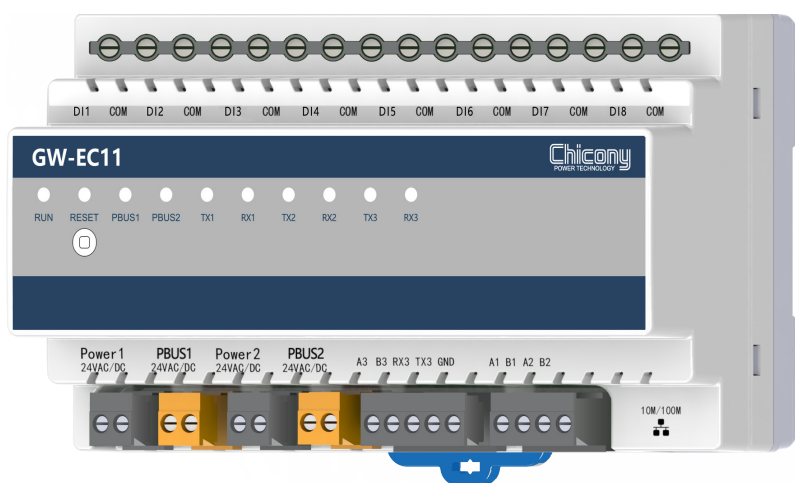 DI1 COM DI2 COM DI3 COM DI4 COM DI5 COM DI6 COM DI7 COM DI8 COM
GW-EC11
Chicony
POWER TECHNOLOGY
RUN RESET PBUS1 PBUS2 TX1 RX1 TX2 RX2 TX3 RX3
Power1 PBUS1 Power2 PBUS2
24VAC/DC 24VAC/DC 24VAC/DC 24VAC/DC
A3 B3 RX3 TX3 GND A1 B1 A2 B2
10M/100M